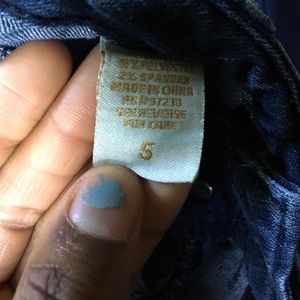 % POLYESTER
2% SPANDEX
MADE IN CHINA
RN #97230
SEE REVERSE
FOR CARE
5